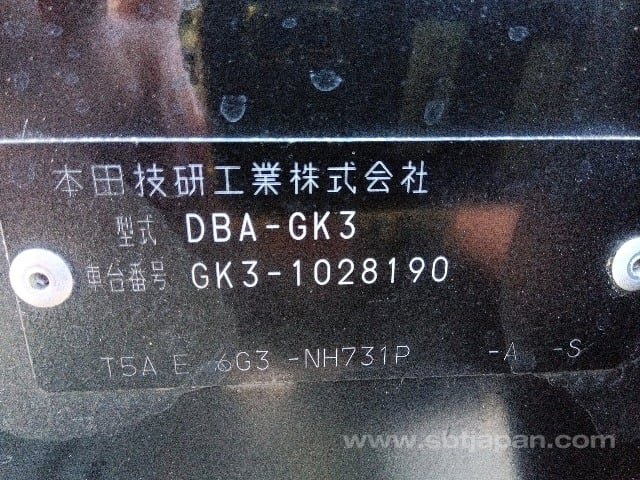 本田技研工業株式会社
型式 DBA-GK3
車台番号 GK3-1028190
T5A E 6G3 -NH731P -A -S
www.sbtjapan.com